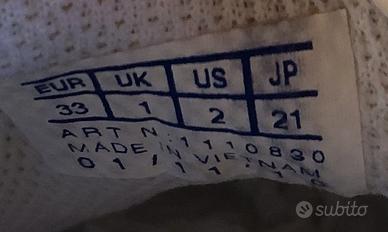 EUR UK US JP
33 1 2 21
ART N.1110830
MADE IN VIETNAM
01/11
subito